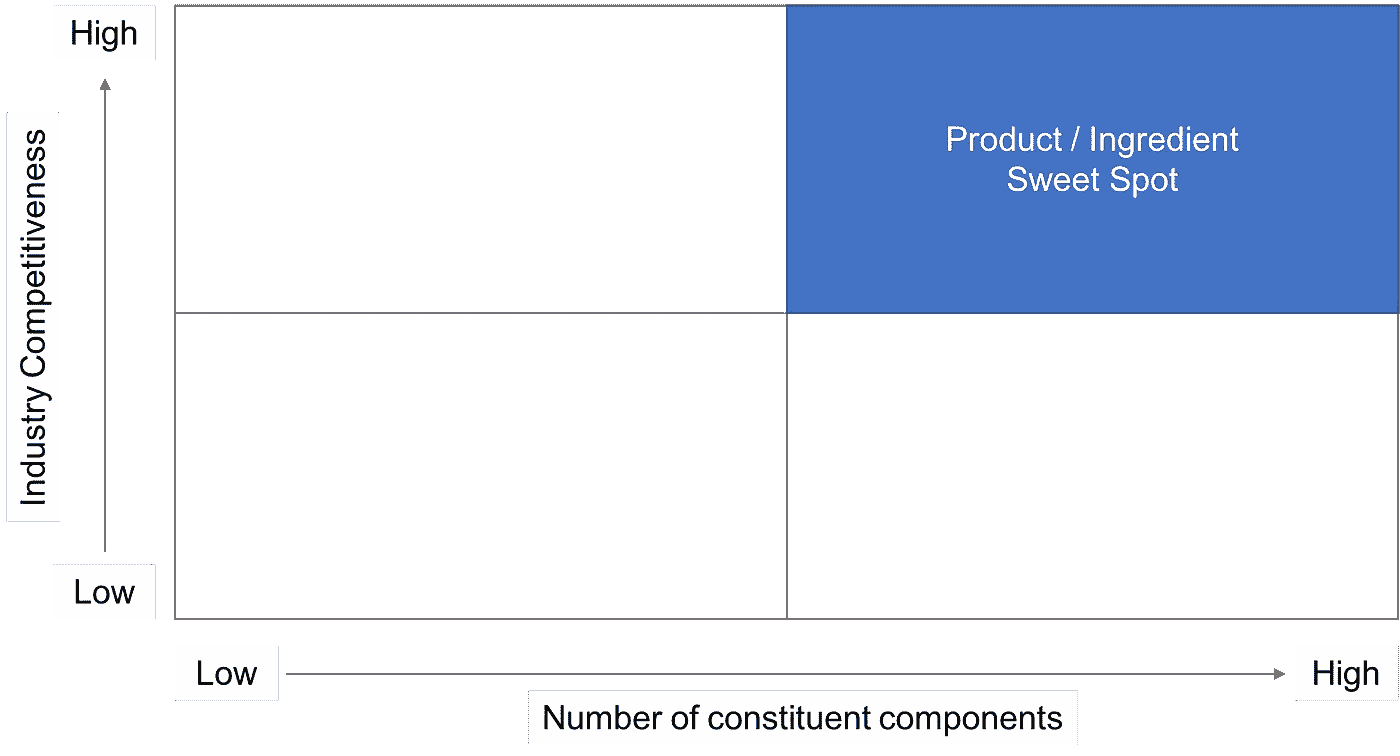 High
Product / Ingredient
Sweet Spot
Industry Competitiveness
Low
Low
High
Number of constituent components